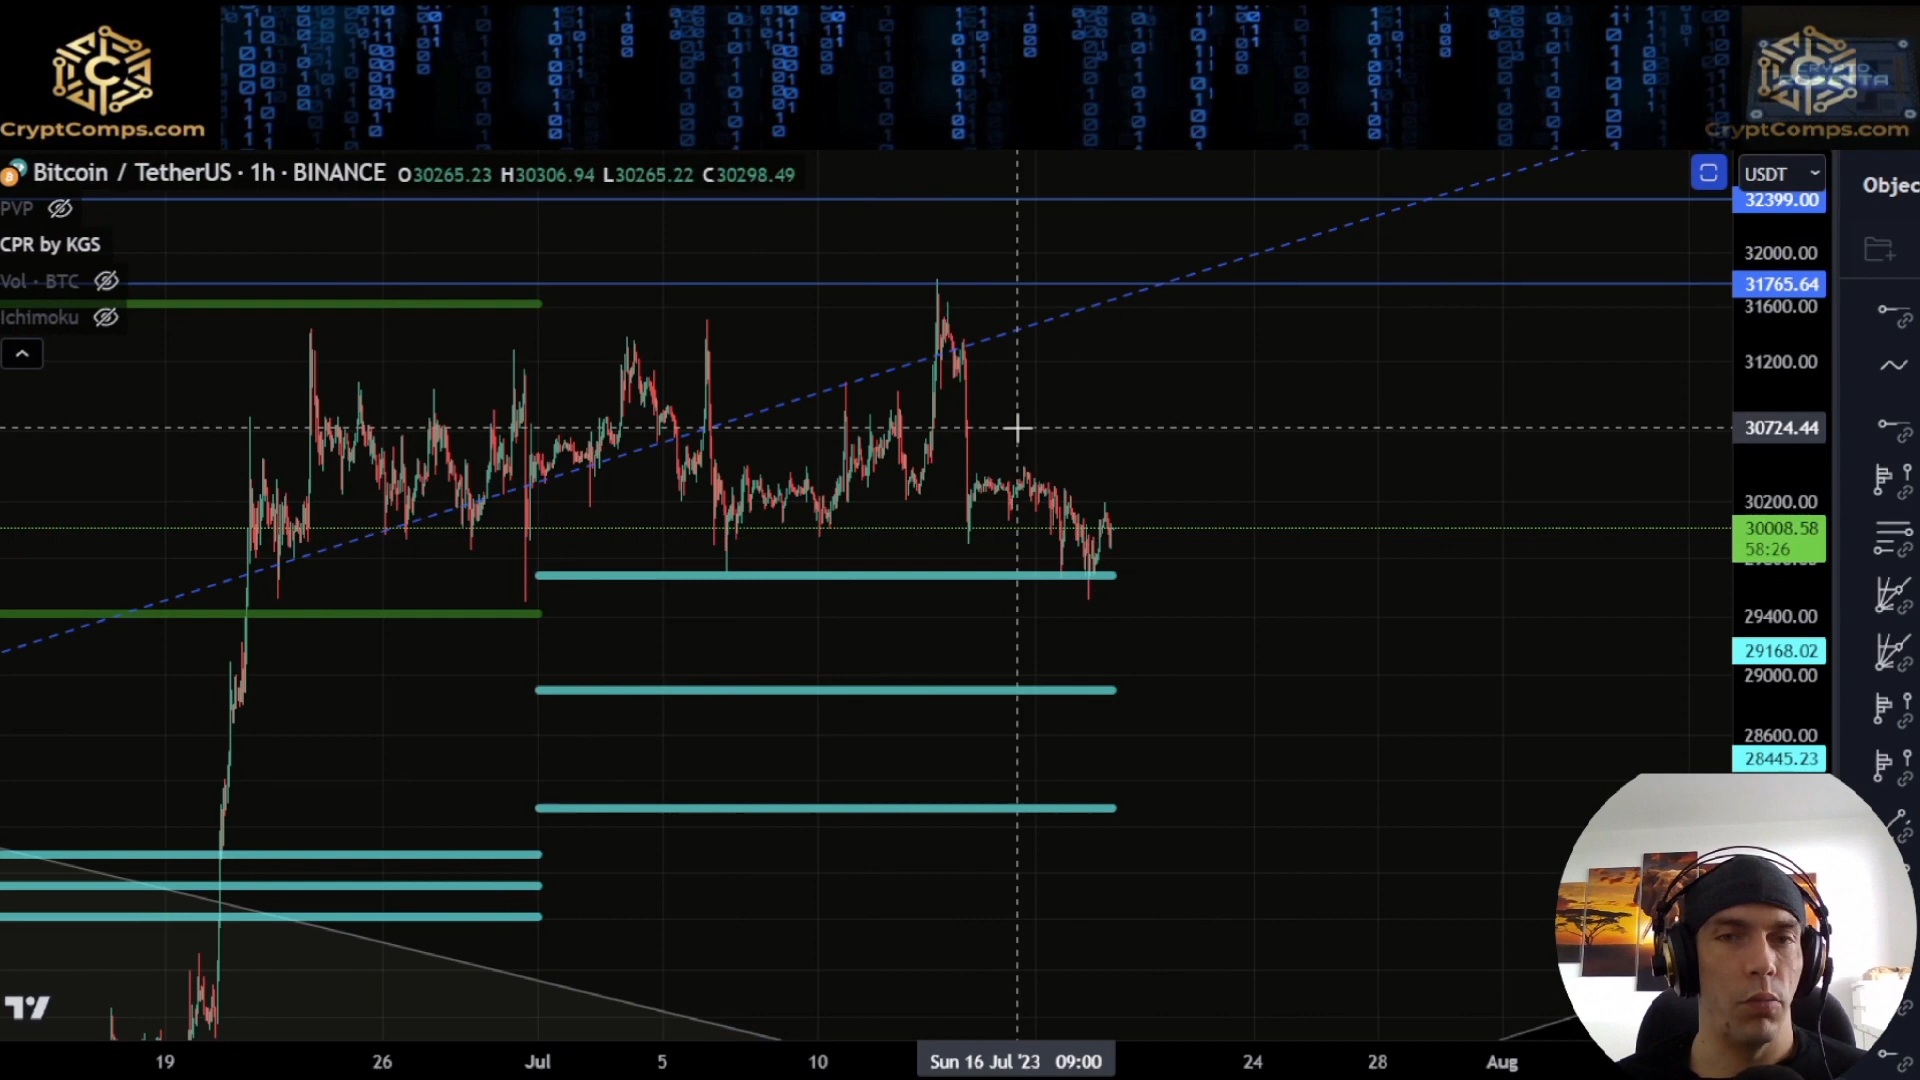 CryptComps.com
CryptComps.com
Bitcoin / TetherUS · 1h · BINANCE O30265.23 H30306.94 L30265.22 C30298.49
USDT
Objec
PVP
32399.00
CPR by KGS
32000.00
Vol · BTC
31765.64
31600.00
Ichimoku
31200.00
30724.44
30200.00
30008.58
58:26
29400.00
29168.02
29000.00
28600.00
28445.23
19 26 Jul 5 10 Sun 16 Jul '23 09:00 24 28 Aug